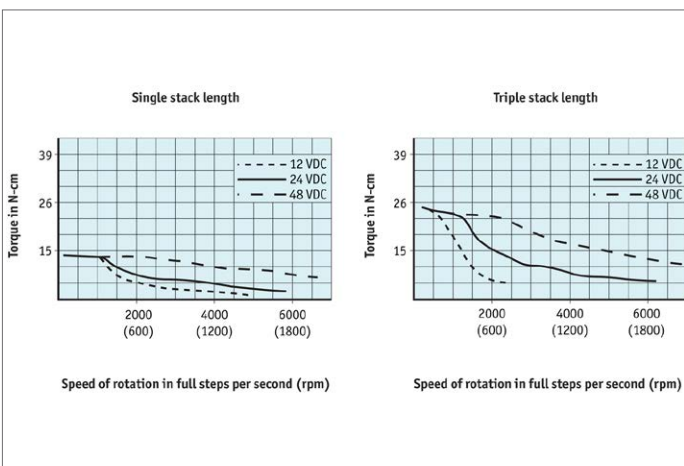 Single stack length
Torque in N-cm
39
26
15
12 VDC
24 VDC
48 VDC
2000
(600)
4000
(1200)
6000
(1800)
Speed of rotation in full steps per second (rpm)
Triple stack length
Torque in N-cm
39
26
15
12 VDC
24 VDC
48 VDC
2000
(600)
4000
(1200)
6000
(1800)
Speed of rotation in full steps per second (rpm)